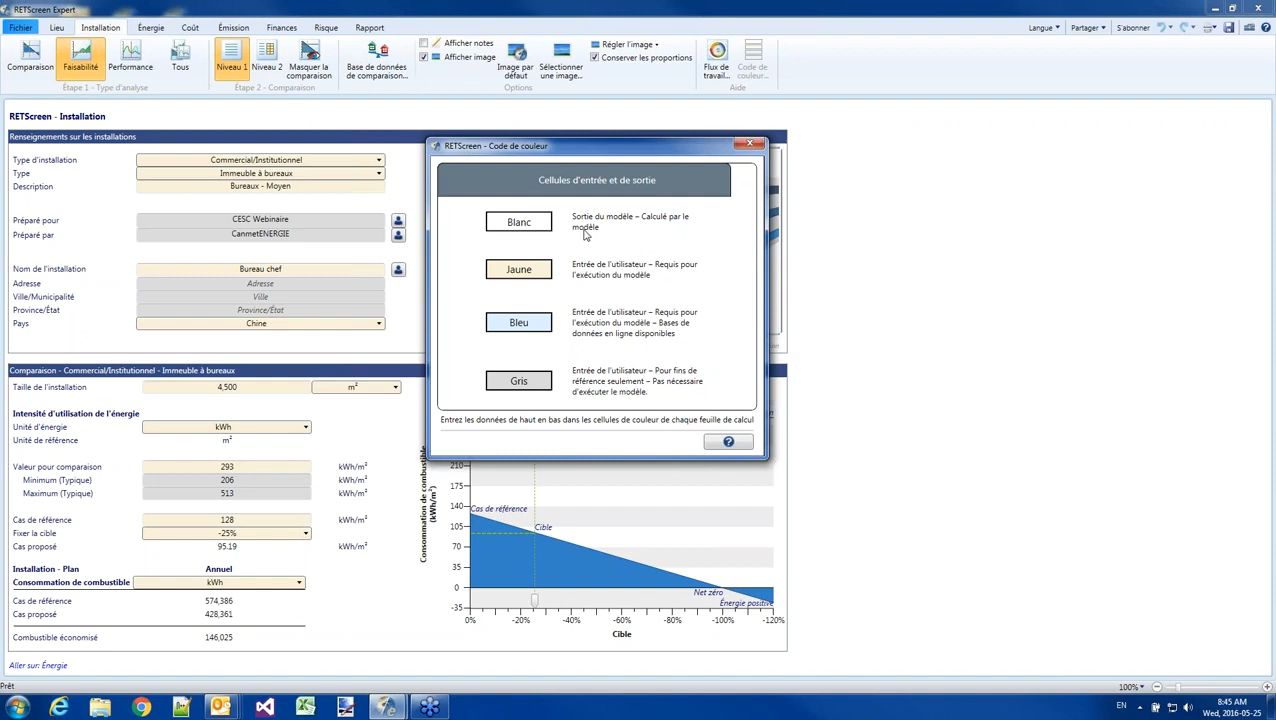 RETScreen Expert
Fichier Lieu Installation Énergie Coût Émission Finances Risque Rapport Langue Partager S'abonner
Comparaison Faisabilité Performance Tous
Étape 1 - Type d'analyse
Niveau 1 Niveau 2 Masquer la comparaison
Étape 2 - Comparaison
Base de données de comparaison...
Afficher notes
Afficher image
Image par défaut
Sélectionner une image...
Régler l'image
Conserver les proportions
Options
Flux de travail...
Code de couleur...
Aide
RETScreen - Installation
Renseignements sur les installations
Type d'installation Commercial/Institutionnel
Type Immeuble à bureaux
Description Bureaux - Moyen
Préparé pour CESC Webinaire
Préparé par CanmetÉNERGIE
Nom de l'installation Bureau chef
Adresse Adresse
Ville/Municipalité Ville
Province/État Province/État
Pays Chine
RETScreen - Code de couleur
Cellules d'entrée et de sortie
Blanc
Sortie du modèle – Calculé par le
modèle
Jaune
Entrée de l'utilisateur – Requis pour
l'exécution du modèle
Bleu
Entrée de l'utilisateur – Requis pour
l'exécution du modèle – Bases de
données en ligne disponibles
Gris
Entrée de l'utilisateur – Pour fins de
référence seulement – Pas nécessaire
d'exécuter le modèle.
Entrez les données de haut en bas dans les cellules de couleur de chaque feuille de calcul
Comparaison - Commercial/Institutionnel - Immeuble à bureaux
Taille de l'installation 4,500 m²
Intensité d'utilisation de l'énergie
Unité d'énergie kWh
Unité de référence m²
Valeur pour comparaison 293 kWh/m²
Minimum (Typique) 206 kWh/m²
Maximum (Typique) 513 kWh/m²
Cas de référence 128 kWh/m²
Fixer la cible -25%
Cas proposé 95.19 kWh/m²
Installation - Plan Annuel
Consommation de combustible kWh
Cas de référence 574,386
Cas proposé 428,361
Combustible économisé 146,025
Consommation de combustible
(kWh/m²)
210
175
140
105
70
35
0
-35
Cas de référence
Cible
Net zéro
Énergie positive
0% -20% -40% -60% -80% -100% -120%
Cible
Aller sur: Énergie
Prêt
100%
EN
8:45 AM
Wed, 2016-05-25